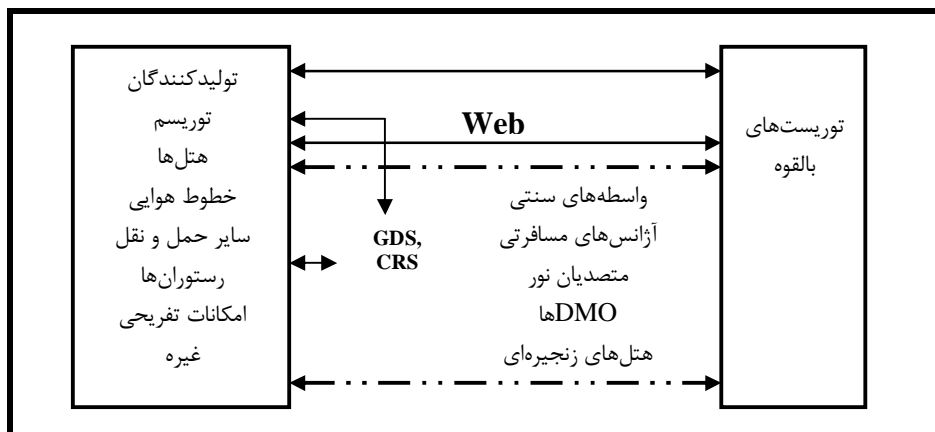 تولیدکنندگان
توریسم
هتل‌ها
خطوط هوایی
سایر حمل و نقل
رستوران‌ها
امکانات تفریحی
غیره
Web
GDS,
CRS
واسطه‌های سنتی
آژانس‌های مسافرتی
متصدیان نور
DMOها
هتل‌های زنجیره‌ای
توریست‌های
بالقوه